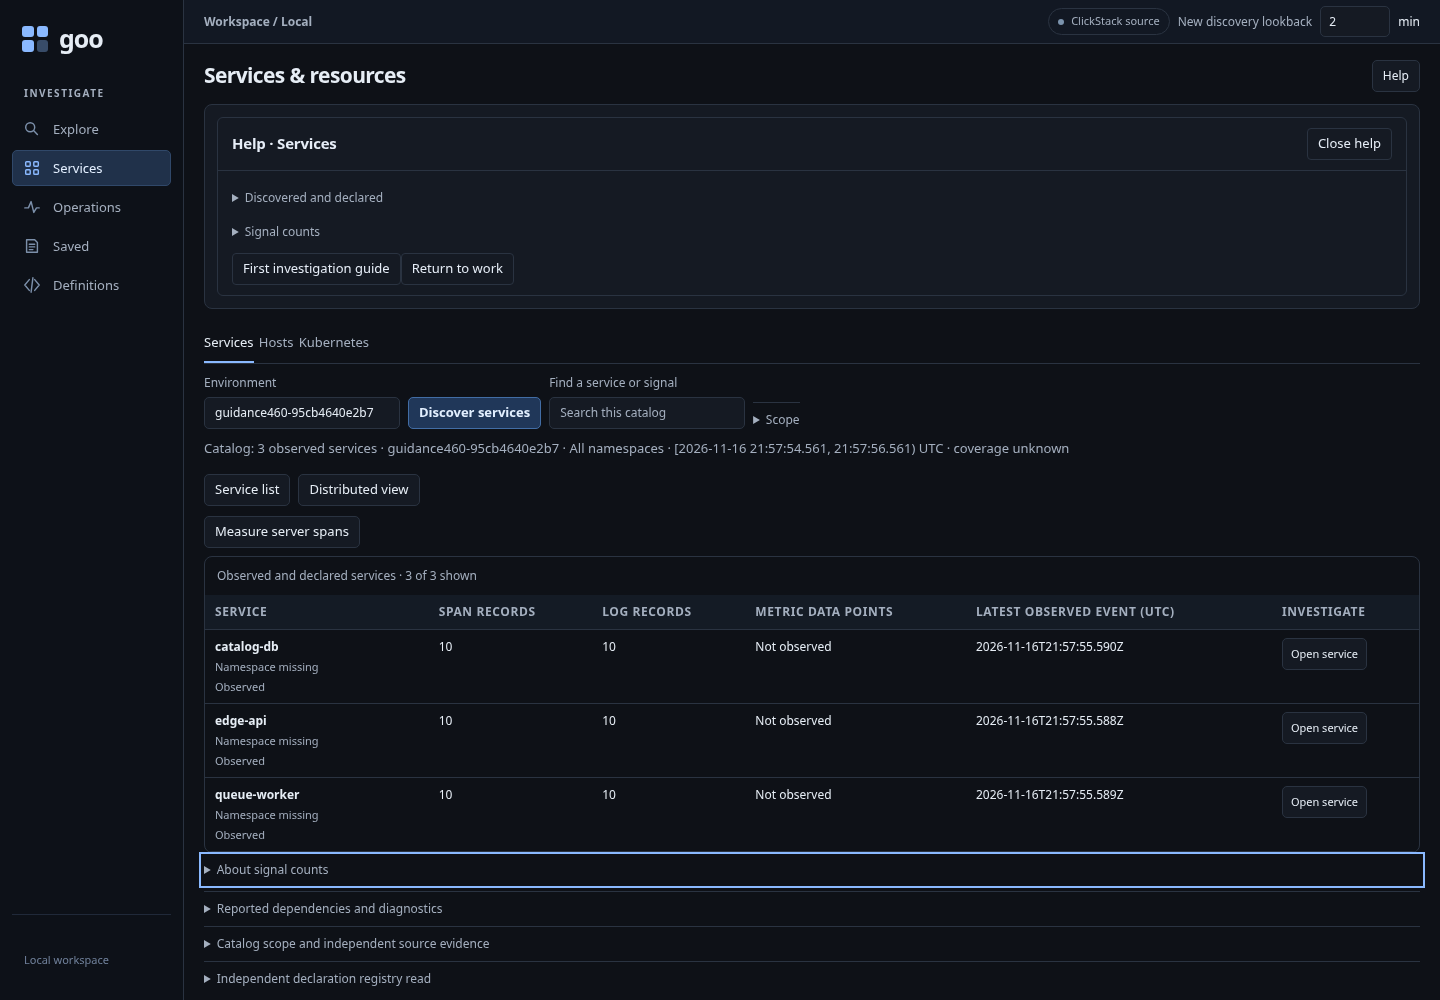 goo
Workspace / Local
ClickStack source
New discovery lookback
2
min
INVESTIGATE
Explore
Services
Operations
Saved
Definitions
Local workspace
Services & resources
Help
Help · Services
Close help
Discovered and declared
Signal counts
First investigation guide
Return to work
Services Hosts Kubernetes
Environment
Find a service or signal
guidance460-95cb4640e2b7
Discover services
Search this catalog
Scope
Catalog: 3 observed services · guidance460-95cb4640e2b7 · All namespaces · [2026-11-16 21:57:54.561, 21:57:56.561) UTC · coverage unknown
Service list
Distributed view
Measure server spans
Observed and declared services · 3 of 3 shown
SERVICE SPAN RECORDS LOG RECORDS METRIC DATA POINTS LATEST OBSERVED EVENT (UTC) INVESTIGATE
catalog-db 10 10 Not observed 2026-11-16T21:57:55.590Z Open service
Namespace missing
Observed
edge-api 10 10 Not observed 2026-11-16T21:57:55.588Z Open service
Namespace missing
Observed
queue-worker 10 10 Not observed 2026-11-16T21:57:55.589Z Open service
Namespace missing
Observed
About signal counts
Reported dependencies and diagnostics
Catalog scope and independent source evidence
Independent declaration registry read